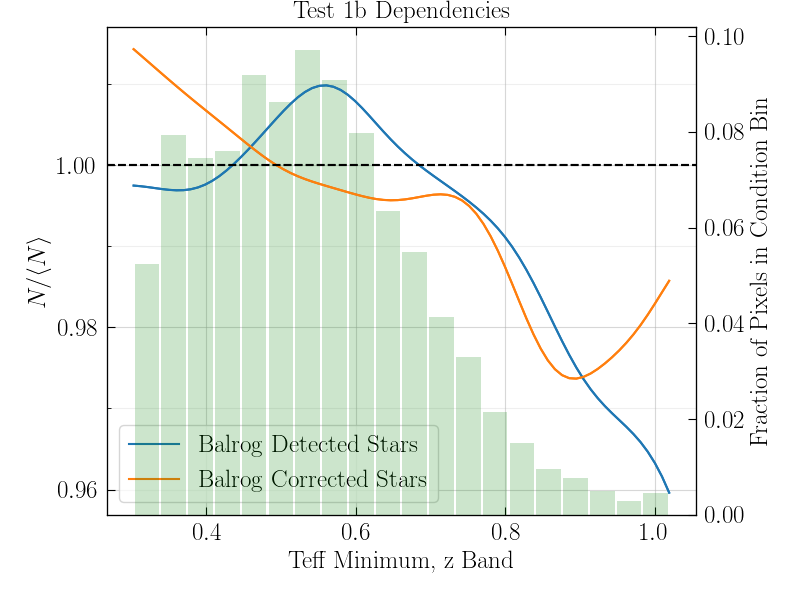 Test 1b Dependencies
N/⟨N⟩
1.00
0.98
0.96
0.10
0.08
0.06
0.04
0.02
0.00
Fraction of Pixels in Condition Bin
Balrog Detected Stars
Balrog Corrected Stars
0.4
0.6
0.8
1.0
Teff Minimum, z Band